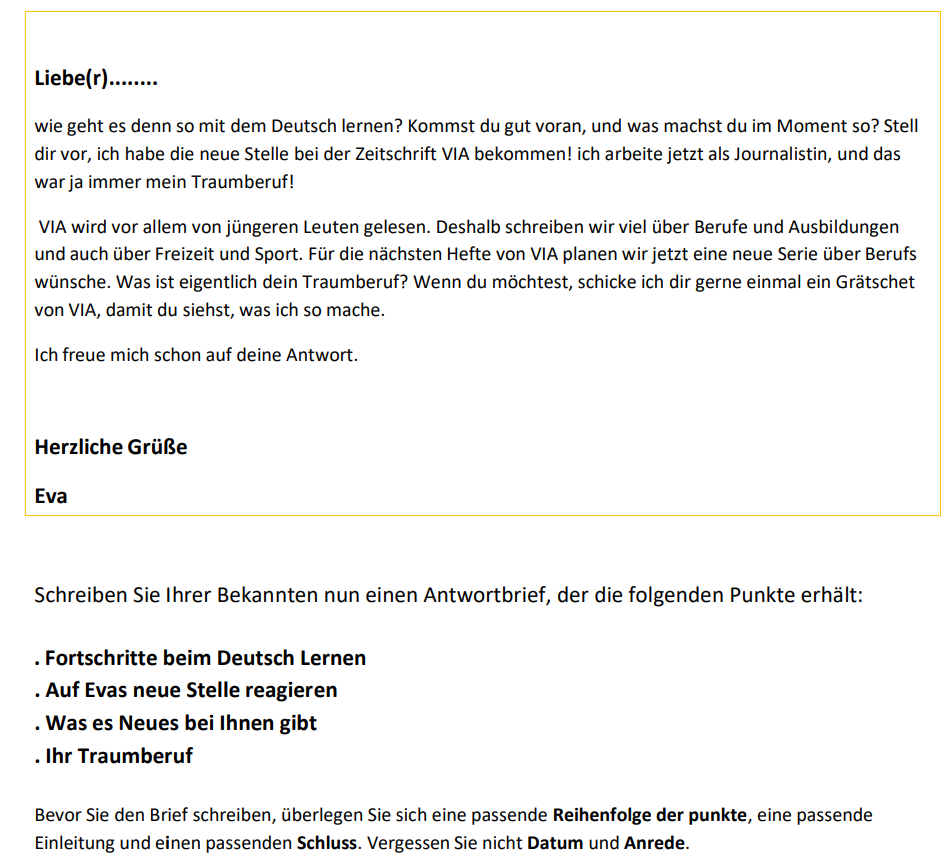 Liebe(r)........
wie geht es denn so mit dem Deutsch lernen? Kommst du gut voran, und was machst du im Moment so? Stell
dir vor, ich habe die neue Stelle bei der Zeitschrift VIA bekommen! ich arbeite jetzt als Journalistin, und das
war ja immer mein Traumberuf!
VIA wird vor allem von jüngeren Leuten gelesen. Deshalb schreiben wir viel über Berufe und Ausbildungen
und auch über Freizeit und Sport. Für die nächsten Hefte von VIA planen wir jetzt eine neue Serie über Berufs
wünsche. Was ist eigentlich dein Traumberuf? Wenn du möchtest, schicke ich dir gerne einmal ein Grätschet
von VIA, damit du siehst, was ich so mache.
Ich freue mich schon auf deine Antwort.
Herzliche Grüße
Eva
Schreiben Sie Ihrer Bekannten nun einen Antwortbrief, der die folgenden Punkte erhält:
. Fortschritte beim Deutsch Lernen
. Auf Evas neue Stelle reagieren
. Was es Neues bei Ihnen gibt
. Ihr Traumberuf
Bevor Sie den Brief schreiben, überlegen Sie sich eine passende Reihenfolge der punkte, eine passende
Einleitung und einen passenden Schluss. Vergessen Sie nicht Datum und Anrede.